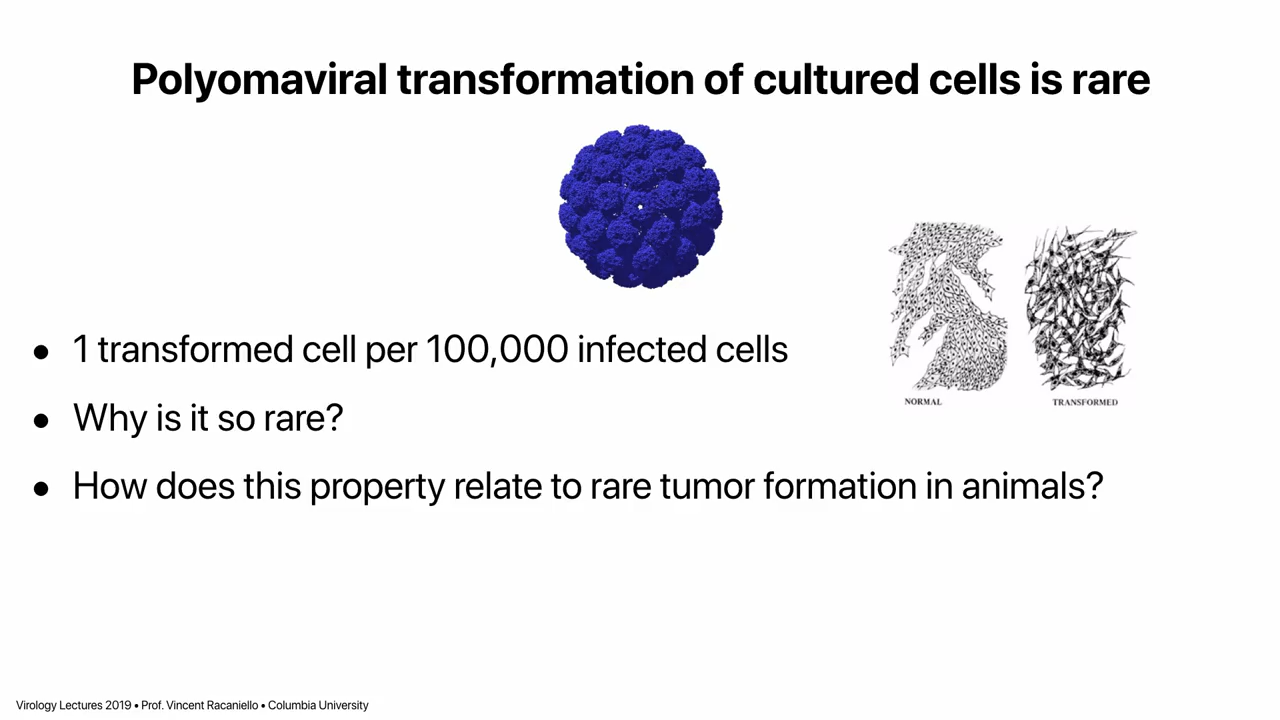 Polyomaviral transformation of cultured cells is rare
• 1 transformed cell per 100,000 infected cells
• Why is it so rare?
• How does this property relate to rare tumor formation in animals?
NORMAL
TRANSFORMED
Virology Lectures 2019 • Prof. Vincent Racaniello • Columbia University